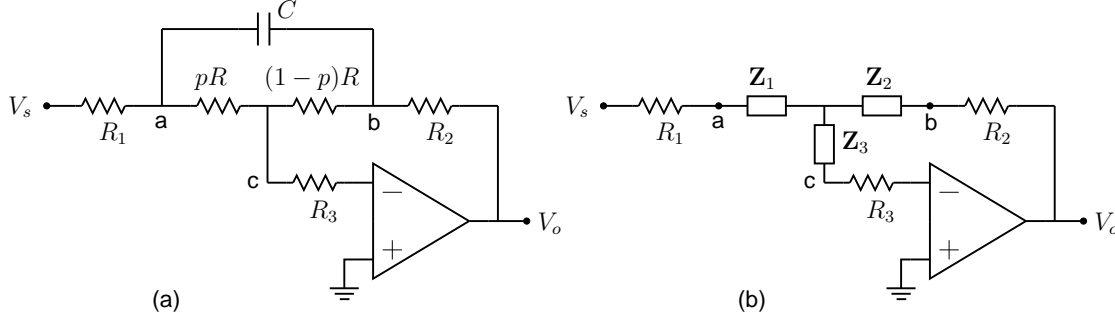 C
pR
(1 − p)R
V_s
R_1
a
b
R_2
c
R_3
−
+
V_o
(a)
Z_1
Z_2
V_s
R_1
a
b
R_2
Z_3
c
R_3
−
+
V_o
(b)